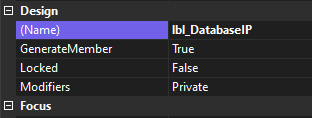 Design
(Name) lbl_DatabaseIP
GenerateMember True
Locked False
Modifiers Private
Focus